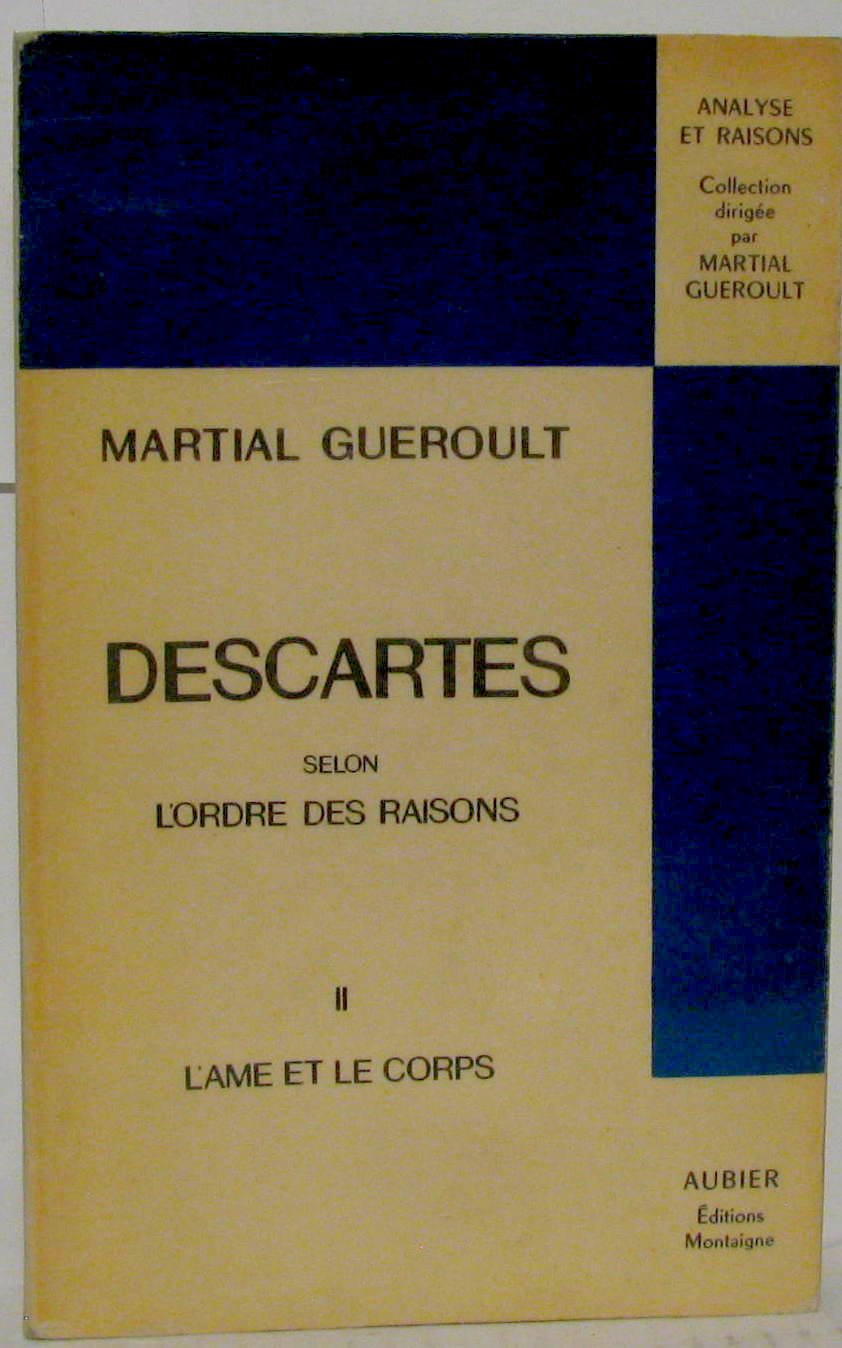 ANALYSE
ET RAISONS
Collection
dirigée
par
MARTIAL
GUEROULT
MARTIAL GUEROULT
DESCARTES
SELON
L'ORDRE DES RAISONS
II
L'AME ET LE CORPS
AUBIER
Éditions
Montaigne